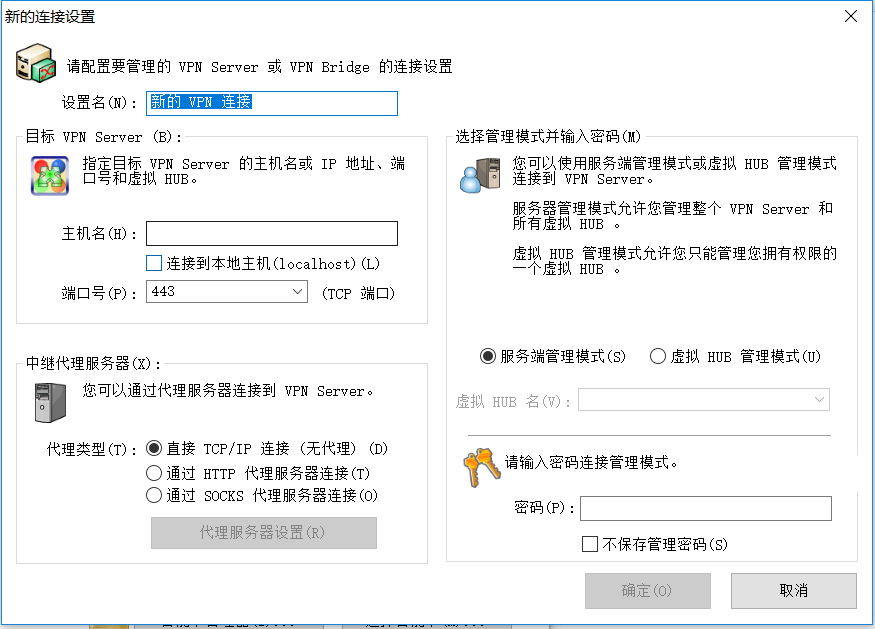 新的连接设置
请配置要管理的 VPN Server 或 VPN Bridge 的连接设置
设置名(N)：
新的 VPN 连接
目标 VPN Server (B)：
指定目标 VPN Server 的主机名或 IP 地址、端
口号和虚拟 HUB。
主机名(H)：
连接到本地主机(localhost)(L)
端口号(P)：
443
(TCP 端口)
中继代理服务器(X)：
您可以通过代理服务器连接到 VPN Server。
代理类型(T)：
直接 TCP/IP 连接 (无代理) (D)
通过 HTTP 代理服务器连接(T)
通过 SOCKS 代理服务器连接(O)
代理服务器设置(R)
选择管理模式并输入密码(M)
您可以使用服务端管理模式或虚拟 HUB 管理模式
连接到 VPN Server。
服务器管理模式允许您管理整个 VPN Server 和
所有虚拟 HUB 。
虚拟 HUB 管理模式允许您只能管理您拥有权限的
一个虚拟 HUB 。
服务端管理模式(S)
虚拟 HUB 管理模式(U)
虚拟 HUB 名(V)：
请输入密码连接管理模式。
密码(P)：
不保存管理密码(S)
确定(O)
取消